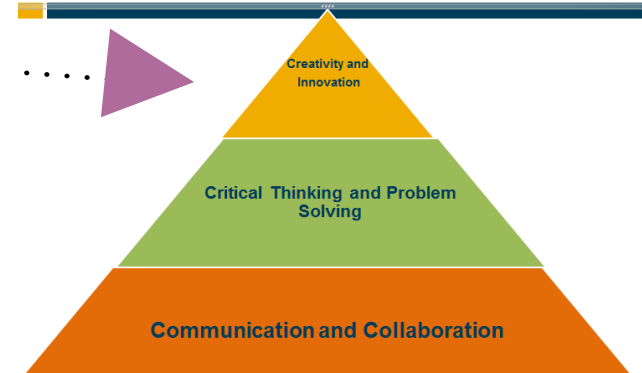 Creativity and
Innovation
Critical Thinking and Problem
Solving
Communication and Collaboration